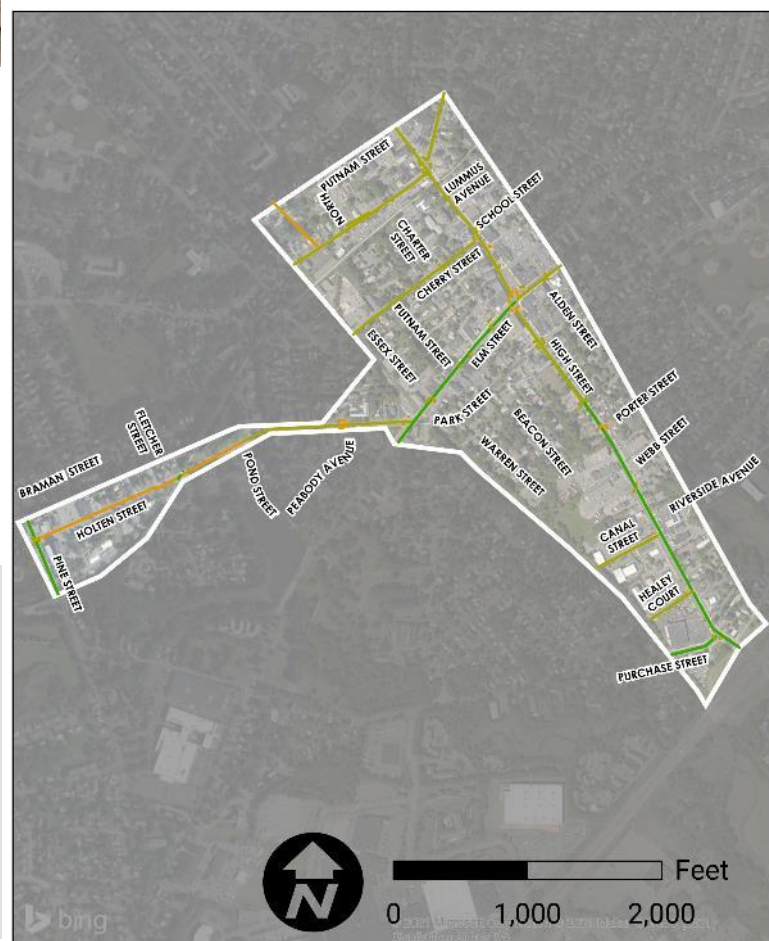 PUTNAM STREET
LUMMUS
AVENUE
NORTH
SCHOOL STREET
CHARTER
STREET
CHERRY STREET
PUTNAM STREET
ALDEN STREET
ESSEX STREET
ELM STREET
HIGH STREET
PARK STREET
PORTER STREET
BEACON STREET
WEBB STREET
WARREN STREET
FLETCHER
STREET
BRAMAN STREET
POND STREET
PEABODY AVENUE
RIVERSIDE AVENUE
HOLTEN STREET
CANAL
STREET
PINE STREET
HEALEY
COURT
PURCHASE STREET
N
Feet
0 1,000 2,000
bing